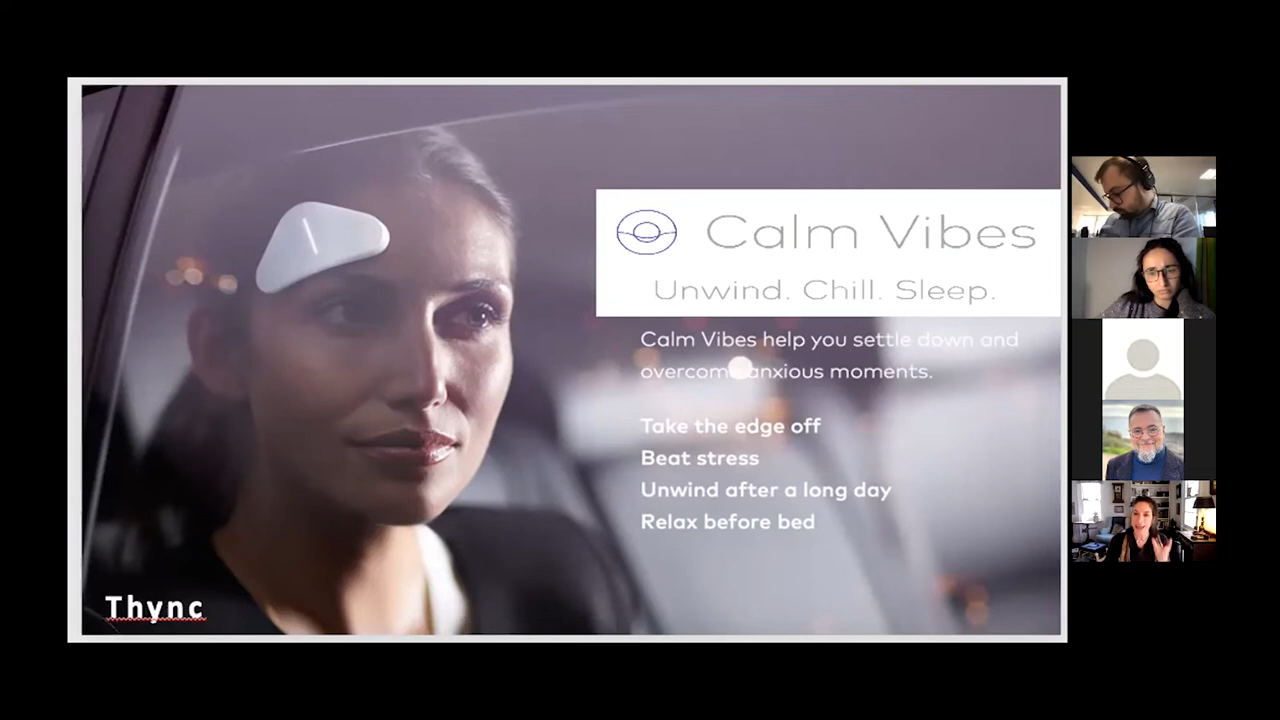 Calm Vibes
Unwind. Chill. Sleep.
Calm Vibes help you settle down and
overcome anxious moments.
Take the edge off
Beat stress
Unwind after a long day
Relax before bed
Thync